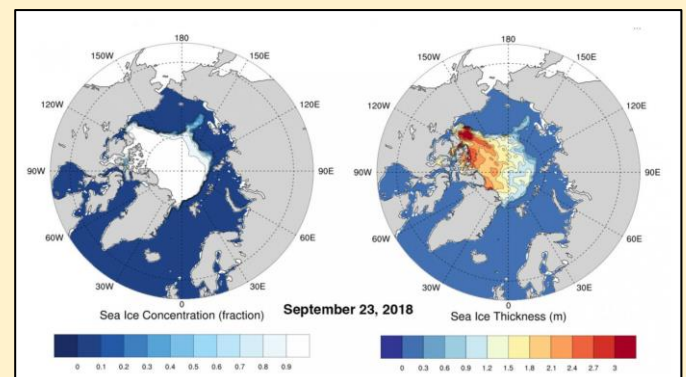 180
150W
150E
120W
120E
90W
90E
60W
60E
30W
30E
0
Sea Ice Concentration (fraction)
0 0.1 0.2 0.3 0.4 0.5 0.6 0.7 0.8 0.9
September 23, 2018
180
150W
150E
120W
120E
90W
90E
60W
60E
30W
30E
0
Sea Ice Thickness (m)
0 0.3 0.6 0.9 1.2 1.5 1.8 2.1 2.4 2.7 3